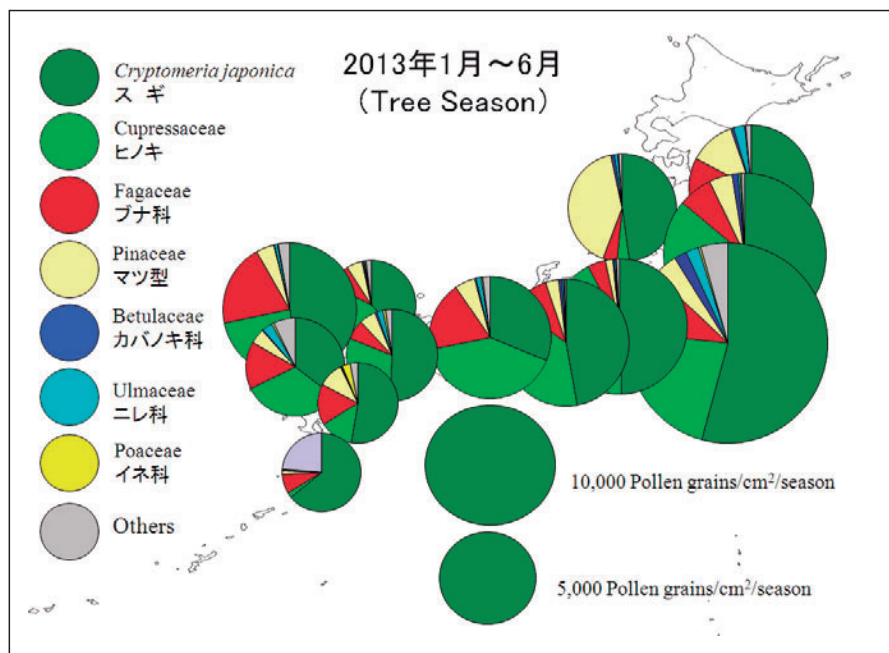 2013年1月～6月
(Tree Season)
Cryptomeria japonica
ス ギ
Cupressaceae
ヒノキ
Fagaceae
ブナ科
Pinaceae
マツ型
Betulaceae
カバノキ科
Ulmaceae
ニレ科
Poaceae
イネ科
Others
10,000 Pollen grains/cm²/season
5,000 Pollen grains/cm²/season